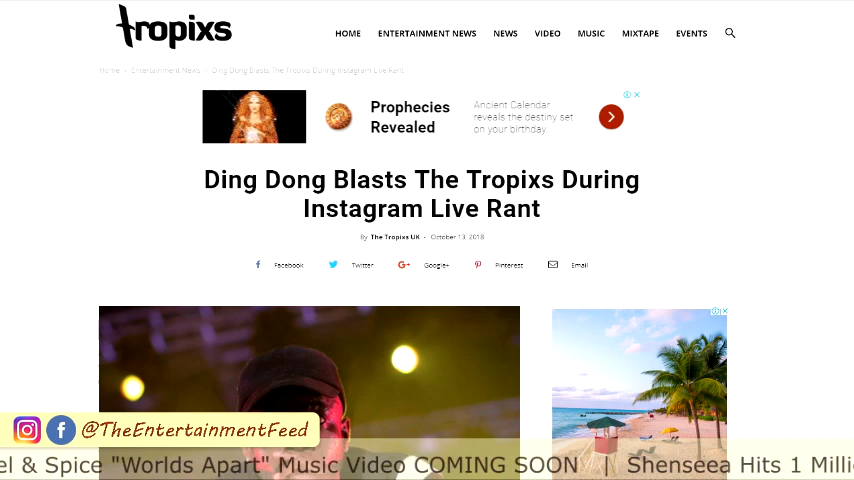 tropixs
HOME ENTERTAINMENT NEWS NEWS VIDEO MUSIC MIXTAPE EVENTS
Home › Entertainment News › Ding Dong Blasts The Tropixs During Instagram Live Rant
Prophecies
Revealed
Ancient Calendar
reveals the destiny set
on your birthday.
Ding Dong Blasts The Tropixs During
Instagram Live Rant
By The Tropixs UK - October 13, 2018
Facebook Twitter Google+ Pinterest Email
@TheEntertainmentFeed
el & Spice "Worlds Apart" Music Video COMING SOON | Shenseea Hits 1 Milli